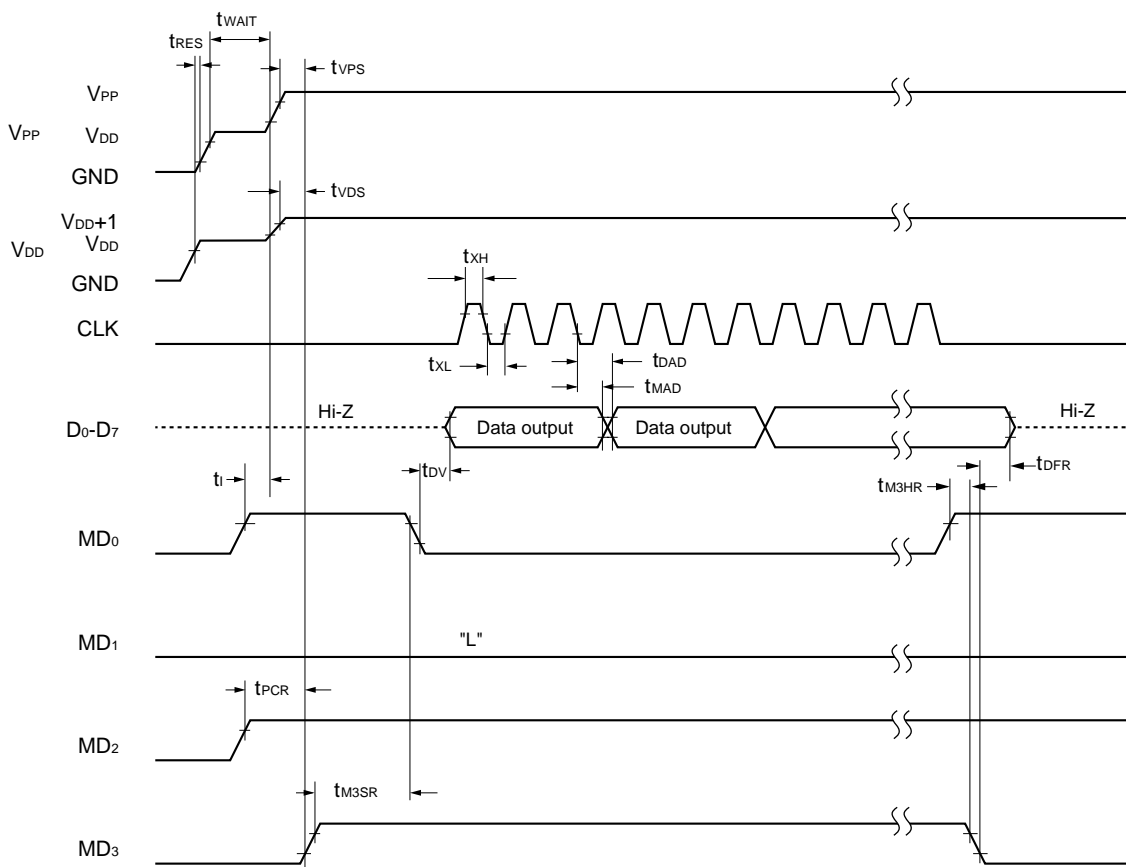 tWAIT
tRES
tVPS
VPP
VPP VDD
GND
tVDS
VDD+1
VDD VDD
GND
tXH
CLK
tXL
tDAD
tMAD
Hi-Z
Hi-Z
D0-D7
Data output
Data output
tI
tDV
tDFR
tM3HR
MD0
MD1
"L"
tPCR
MD2
tM3SR
MD3